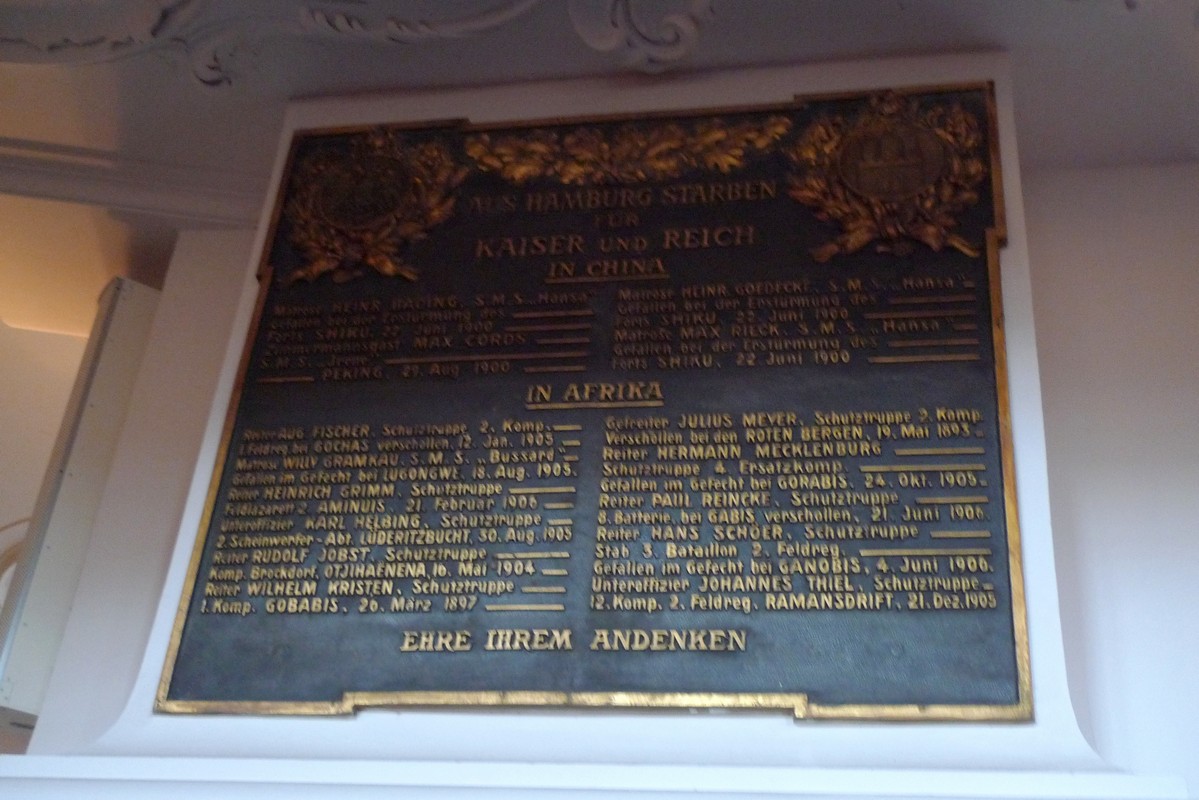 AUS HAMBURG STARBEN
FÜR
KAISER UND REICH
IN CHINA
Matrose HEINR. S.M.S. „Hansa"
Gefallen bei der Erstürmung des
Forts SHIKU, 22. Juni 1900
Zimmermannsgast MAX CORDS
S.M.S. „Irene"
PEKING, 29. Aug. 1900
Matrose HEINR. GOEDECKE, S.M.S. „Hansa"
Gefallen bei der Erstürmung des
Forts SHIKU, 22. Juni 1900
Matrose MAX S.M.S. „Hansa"
Gefallen bei der Erstürmung des
Forts SHIKU, 22 Juni 1900
IN AFRIKA
Reiter AUG. FISCHER, Schutztruppe 2. Komp.
1. Feldreg. bei GOCHAS verschollen, 12. Jan. 1905
Matrose WILLY GRAMKAU, S.M.S. „Bussard"
Gefallen im Gefecht bei LUGONGWE, 18. Aug. 1905.
Reiter HEINRICH GRIMM, Schutztruppe
Feldlazarett 2, AMINUIS, 21. Februar 1906
Unteroffizier KARL HELBING, Schutztruppe
2. Scheinwerfer-Abt. LÜDERITZBUCHT, 30. Aug. 1905
Reiter RUDOLF JOBST, Schutztruppe
Komp. Brockdorf, OTJIHAENENA, 16. Mai 1904
Reiter WILHELM KRISTEN, Schutztruppe
1. Komp. GOBABIS, 26. März 1897
Gefreiter JULIUS MEYER, Schutztruppe Komp.
Verschollen bei den ROTEN BERGEN, 19. Mai
Reiter HERMANN MECKLENBURG
Schutztruppe 4. Ersatzkomp.
Gefallen im Gefecht bei GORABIS, 24. Okt. 1905.
Reiter PAUL REINCKE, Schutztruppe
8. Batterie, bei GABIS verschollen, 21. Juni 1906
Reiter HANS SCHOER, Schutztruppe
Stab 3. Bataillon 2. Feldreg.
Gefallen im Gefecht bei GANOBIS, 4. Juni 1906.
Unteroffizier JOHANNES THIEL, Schutztruppe
12. Komp. 2. Feldreg. RAMANSDRIFT, 21. Dez. 1905
EHRE IHREM ANDENKEN